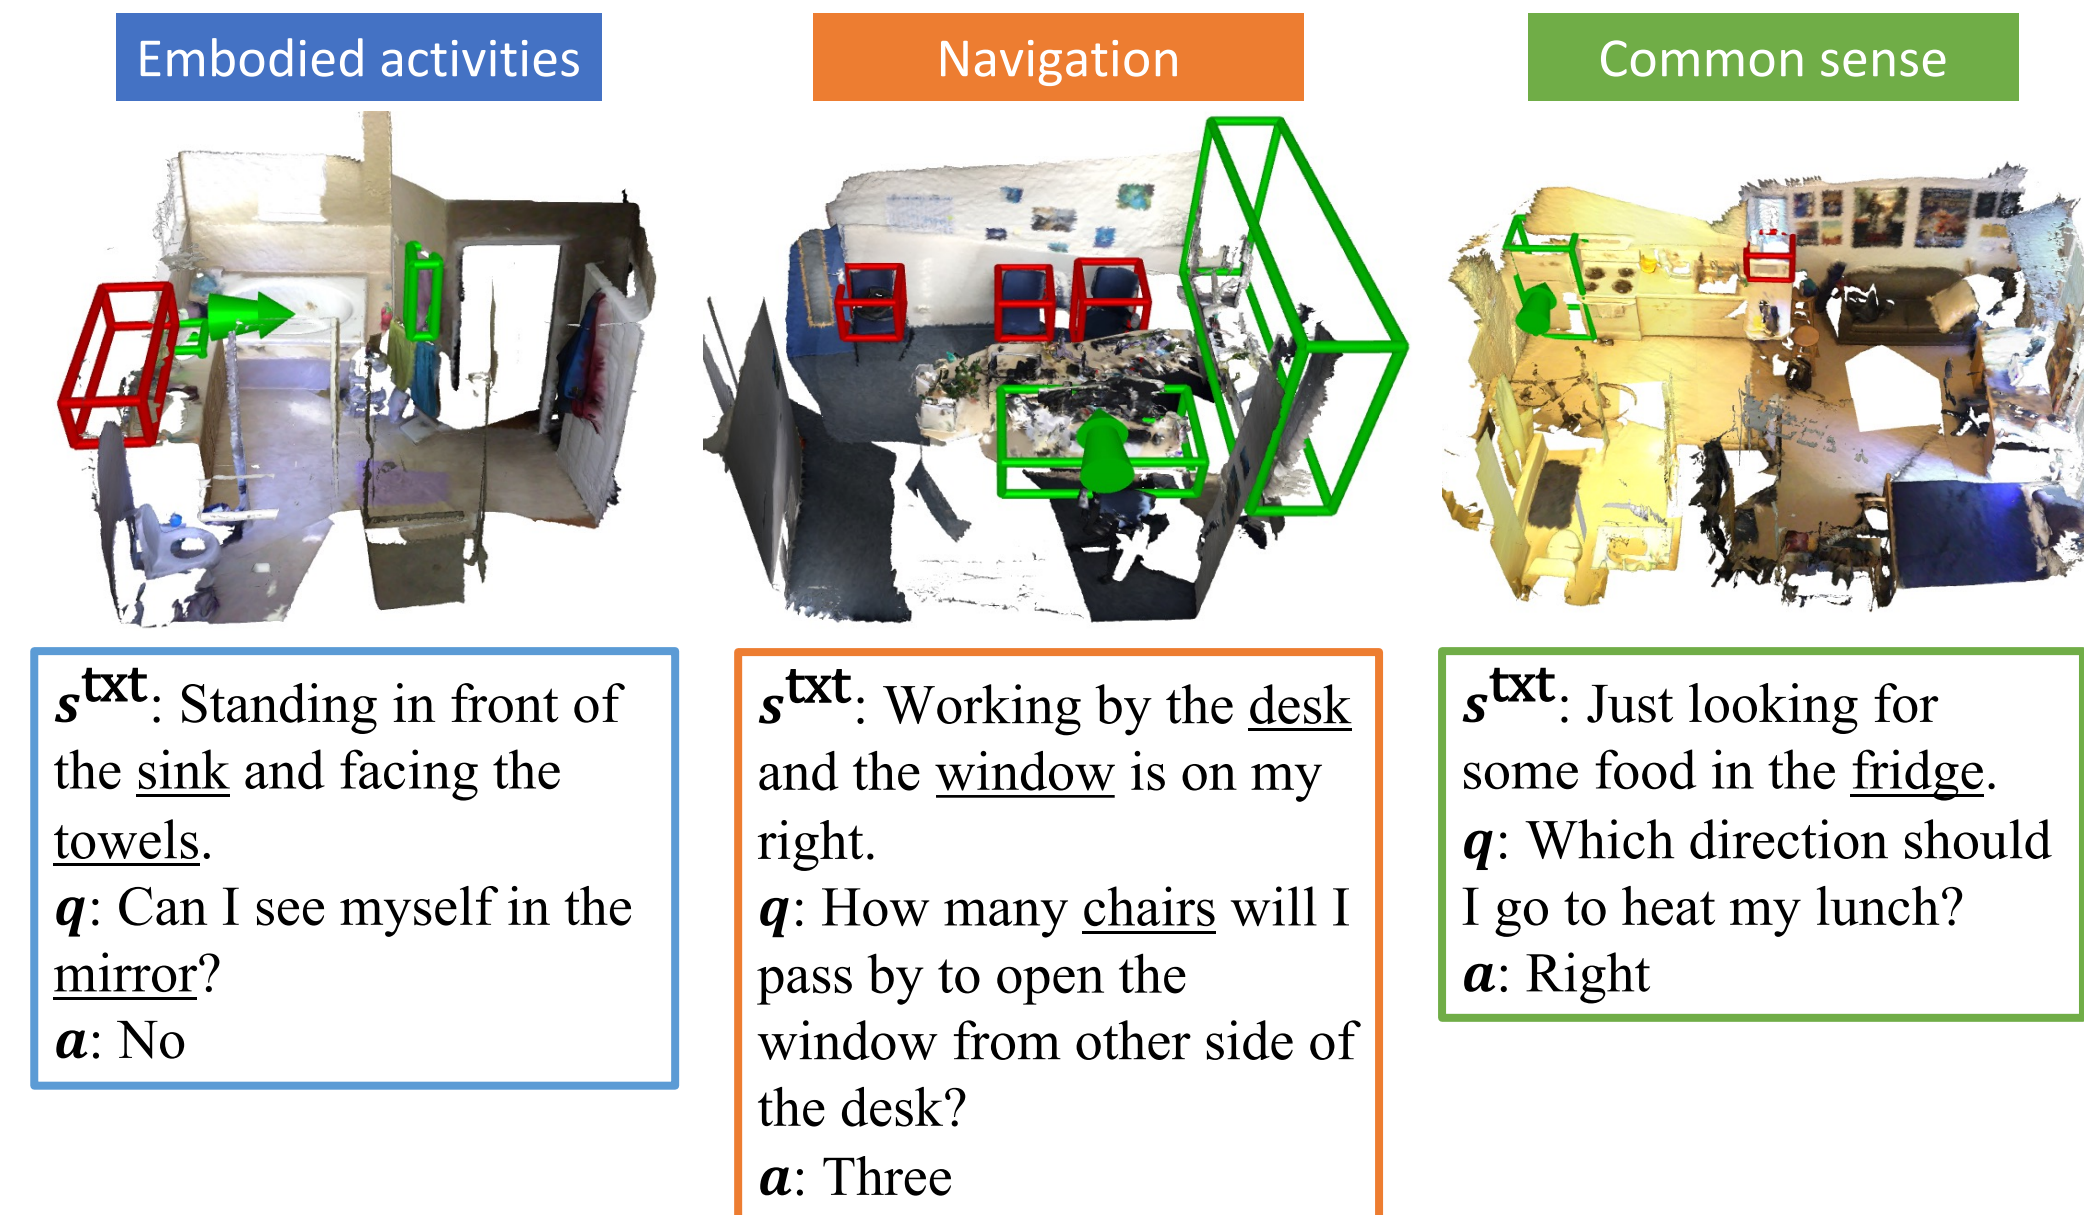 Embodied activities
Navigation
Common sense
s^txt: Standing in front of
the sink and facing the
towels.
q: Can I see myself in the
mirror?
a: No
s^txt: Working by the desk
and the window is on my
right.
q: How many chairs will I
pass by to open the
window from other side of
the desk?
a: Three
s^txt: Just looking for
some food in the fridge.
q: Which direction should
I go to heat my lunch?
a: Right